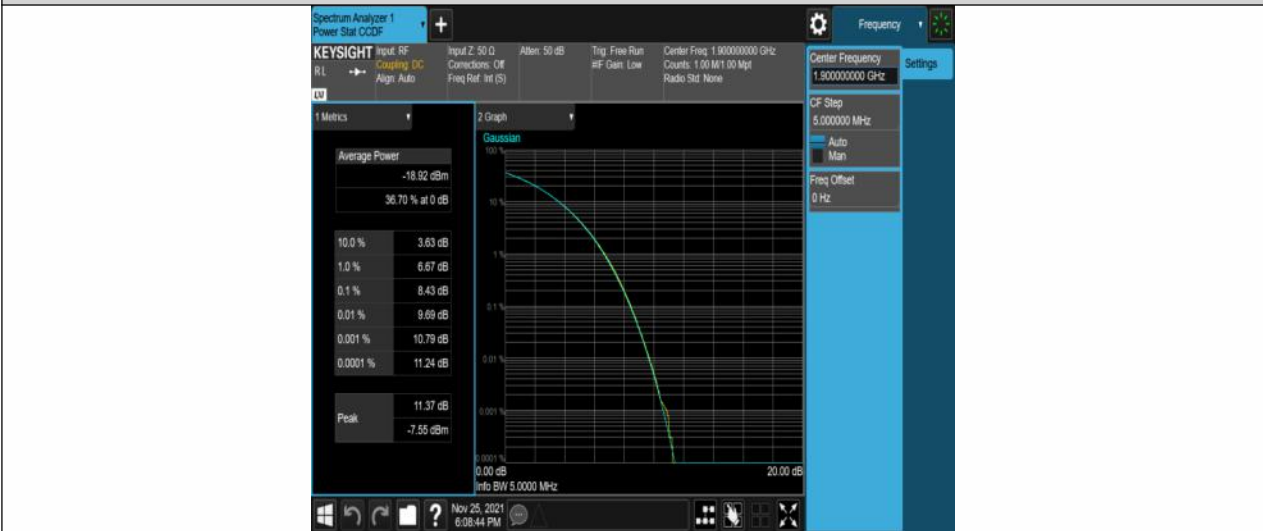 Spectrum Analyzer 1
Power Stat CCDF
Frequency
KEYSIGHT
R L
LXI
Input: RF
Coupling: DC
Align: Auto
Input Z: 50 Ω
Corrections: Off
Freq Ref: Int (S)
Atten: 50 dB
Trig: Free Run
#IF Gain: Low
Center Freq: 1.900000000 GHz
Counts: 1.00 M/1.00 Mpt
Radio Std: None
Center Frequency
1.900000000 GHz
Settings
CF Step
5.000000 MHz
Auto
Man
Freq Offset
0 Hz
1 Metrics
Average Power
-18.92 dBm
36.70 % at 0 dB
10.0 % 3.63 dB
1.0 % 6.67 dB
0.1 % 8.43 dB
0.01 % 9.69 dB
0.001 % 10.79 dB
0.0001 % 11.24 dB
Peak
11.37 dB
-7.55 dBm
2 Graph
Gaussian
100 %
10 %
1 %
0.1 %
0.01 %
0.001 %
0.0001 %
0.00 dB
20.00 dB
Info BW 5.0000 MHz
?
Nov 25, 2021
6:08:44 PM